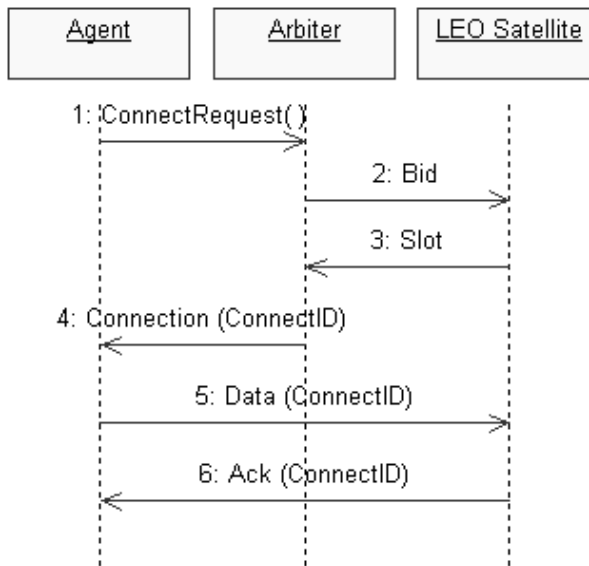 Agent
Arbiter
LEO Satellite
1: ConnectRequest( )
2: Bid
3: Slot
4: Connection (ConnectID)
5: Data (ConnectID)
6: Ack (ConnectID)